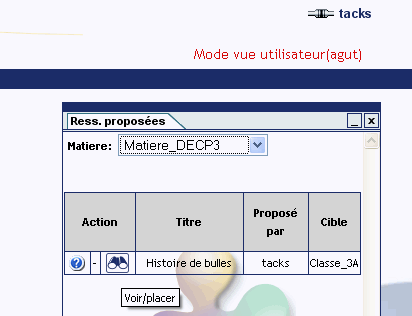 tacks
Mode vue utilisateur(agut)
Ress. proposées
Matiere: Matiere_DECP3
Action Titre Proposé par Cible
- Histoire de bulles tacks Classe_3A
Voir/placer